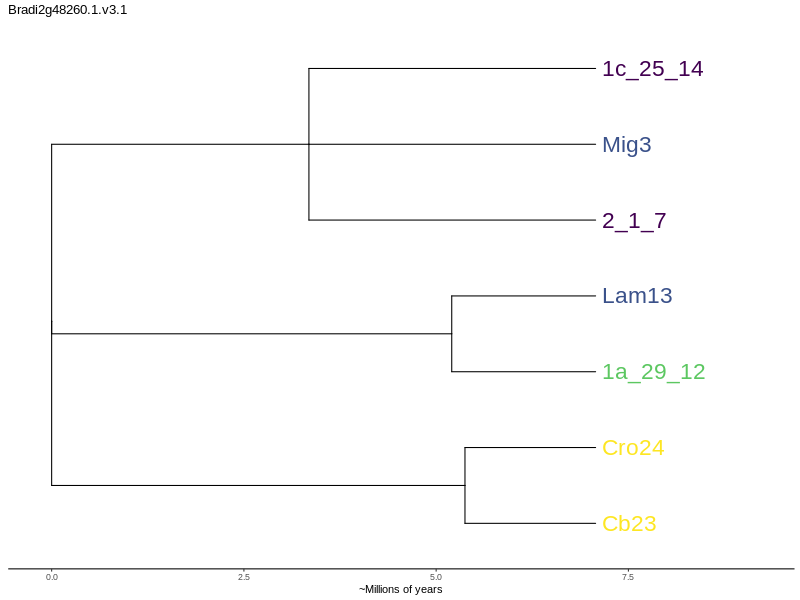 Bradi2g48260.1.v3.1
1c_25_14
Mig3
2_1_7
Lam13
1a_29_12
Cro24
Cb23
0.0 2.5 5.0 7.5
~Millions of years